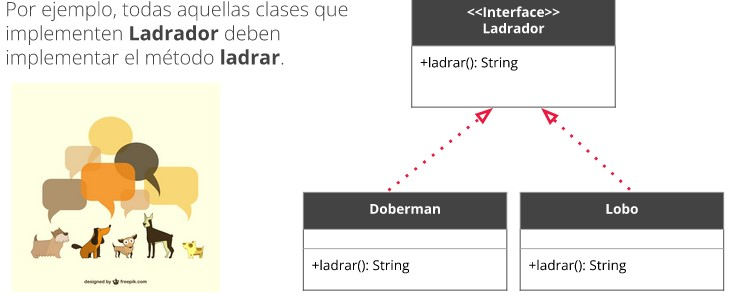 Por ejemplo, todas aquellas clases que
implementen Ladrador deben
implementar el método ladrar.
<<Interface>>
Ladrador
+ladrar(): String
Doberman
+ladrar(): String
Lobo
+ladrar(): String
designed by freepik.com